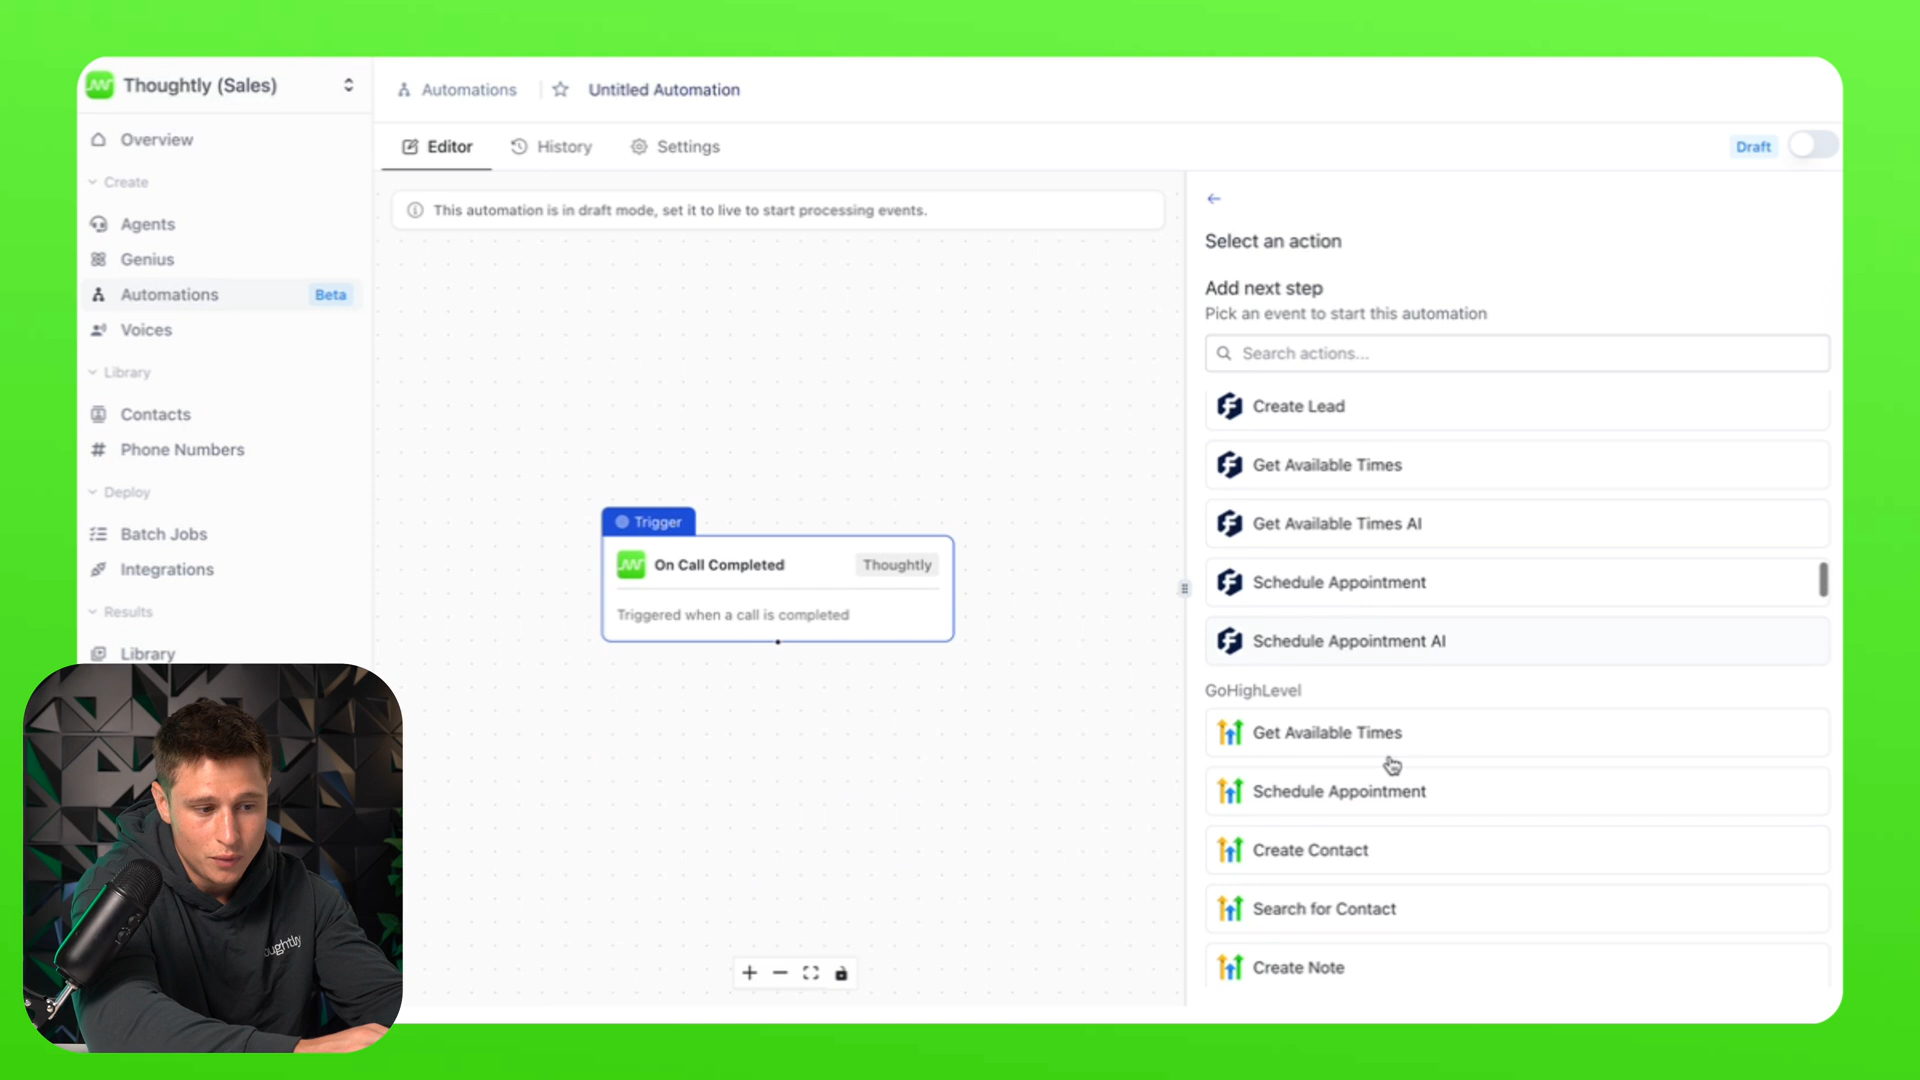 Thoughtly (Sales)
Automations
Untitled Automation
Overview
Editor
History
Settings
Draft
Create
This automation is in draft mode, set it to live to start processing events.
Agents
Genius
Automations
Beta
Voices
Library
Contacts
Phone Numbers
Deploy
Batch Jobs
Integrations
Results
Library
Trigger
On Call Completed
Thoughtly
Triggered when a call is completed
Select an action
Add next step
Pick an event to start this automation
Search actions...
Create Lead
Get Available Times
Get Available Times AI
Schedule Appointment
Schedule Appointment AI
GoHighLevel
Get Available Times
Schedule Appointment
Create Contact
Search for Contact
Create Note
oughtly